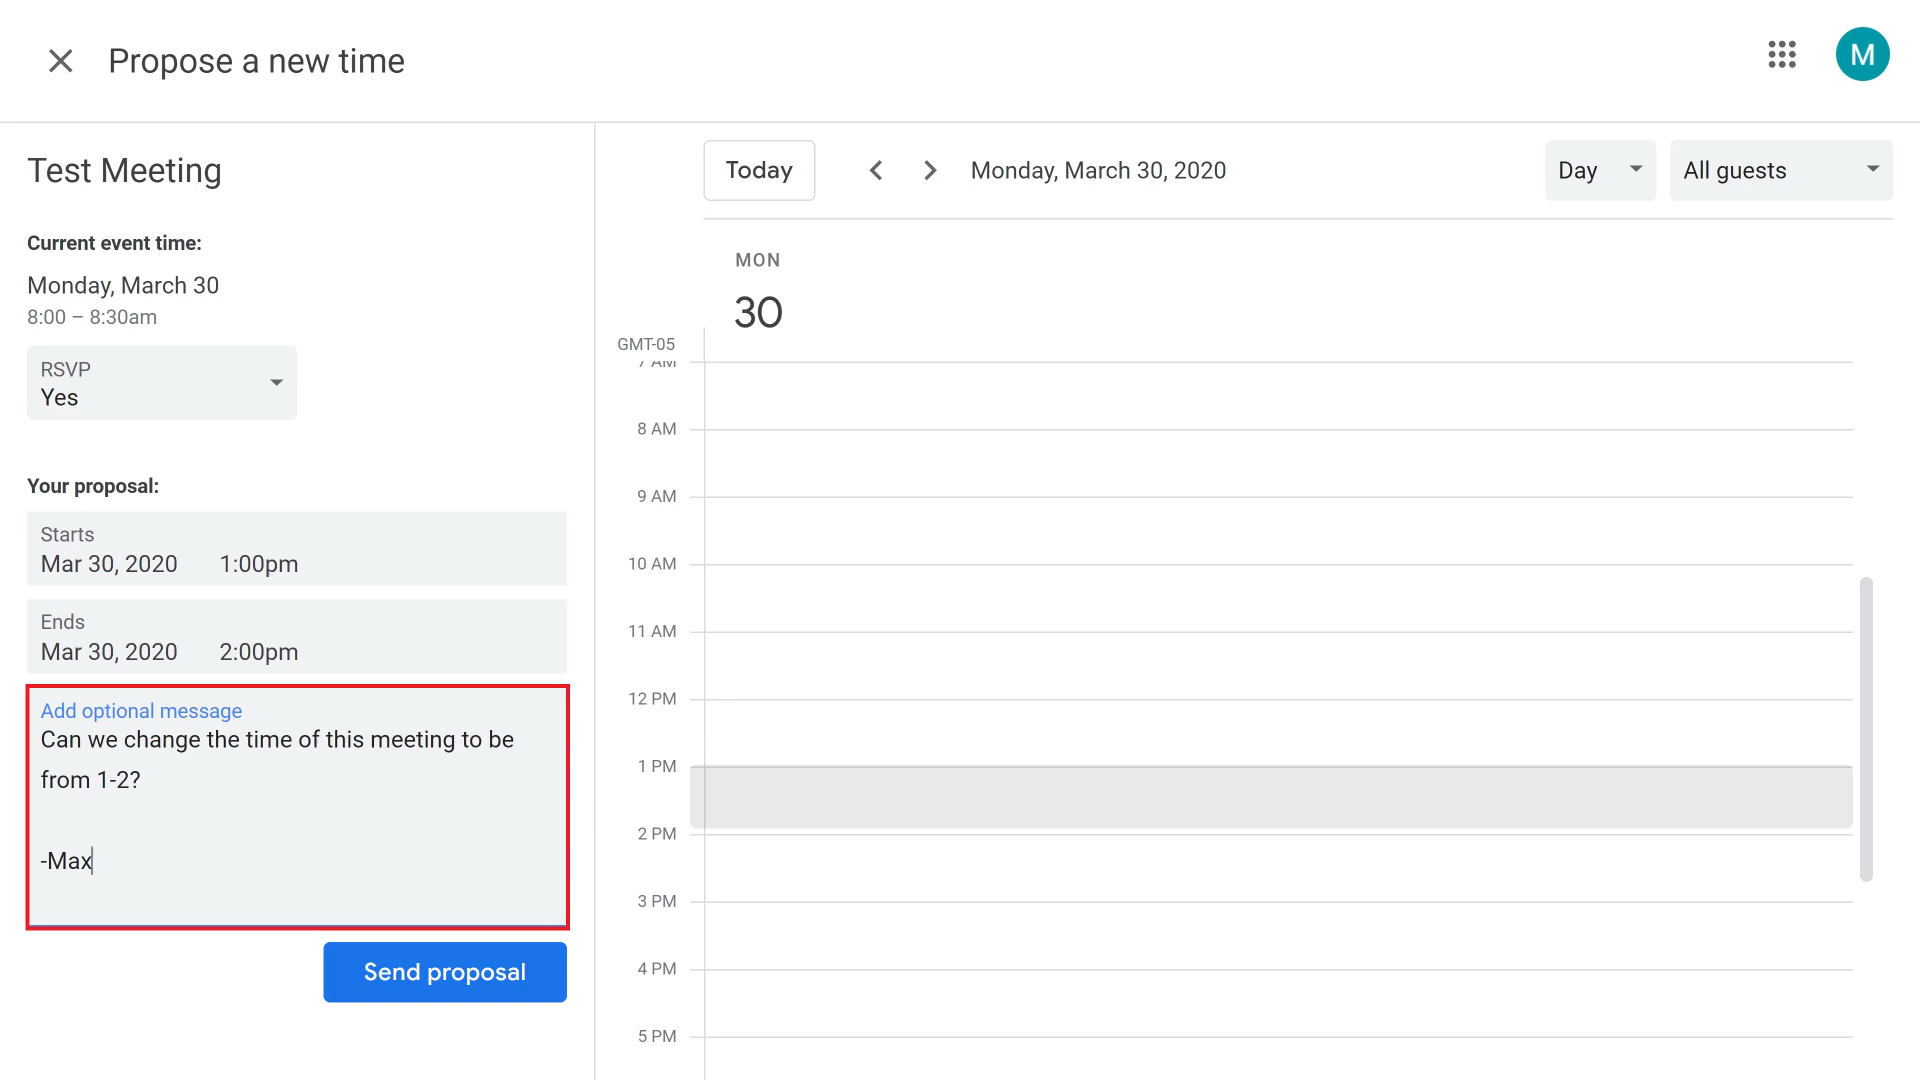 Propose a new time
M
Test Meeting
Current event time:
Monday, March 30
8:00 – 8:30am
RSVP
Yes
Your proposal:
Starts
Mar 30, 2020 1:00pm
Ends
Mar 30, 2020 2:00pm
Add optional message
Can we change the time of this meeting to be
from 1-2?
-Max
Send proposal
Today
Monday, March 30, 2020
Day
All guests
MON
30
GMT-05
7 AM
8 AM
9 AM
10 AM
11 AM
12 PM
1 PM
2 PM
3 PM
4 PM
5 PM